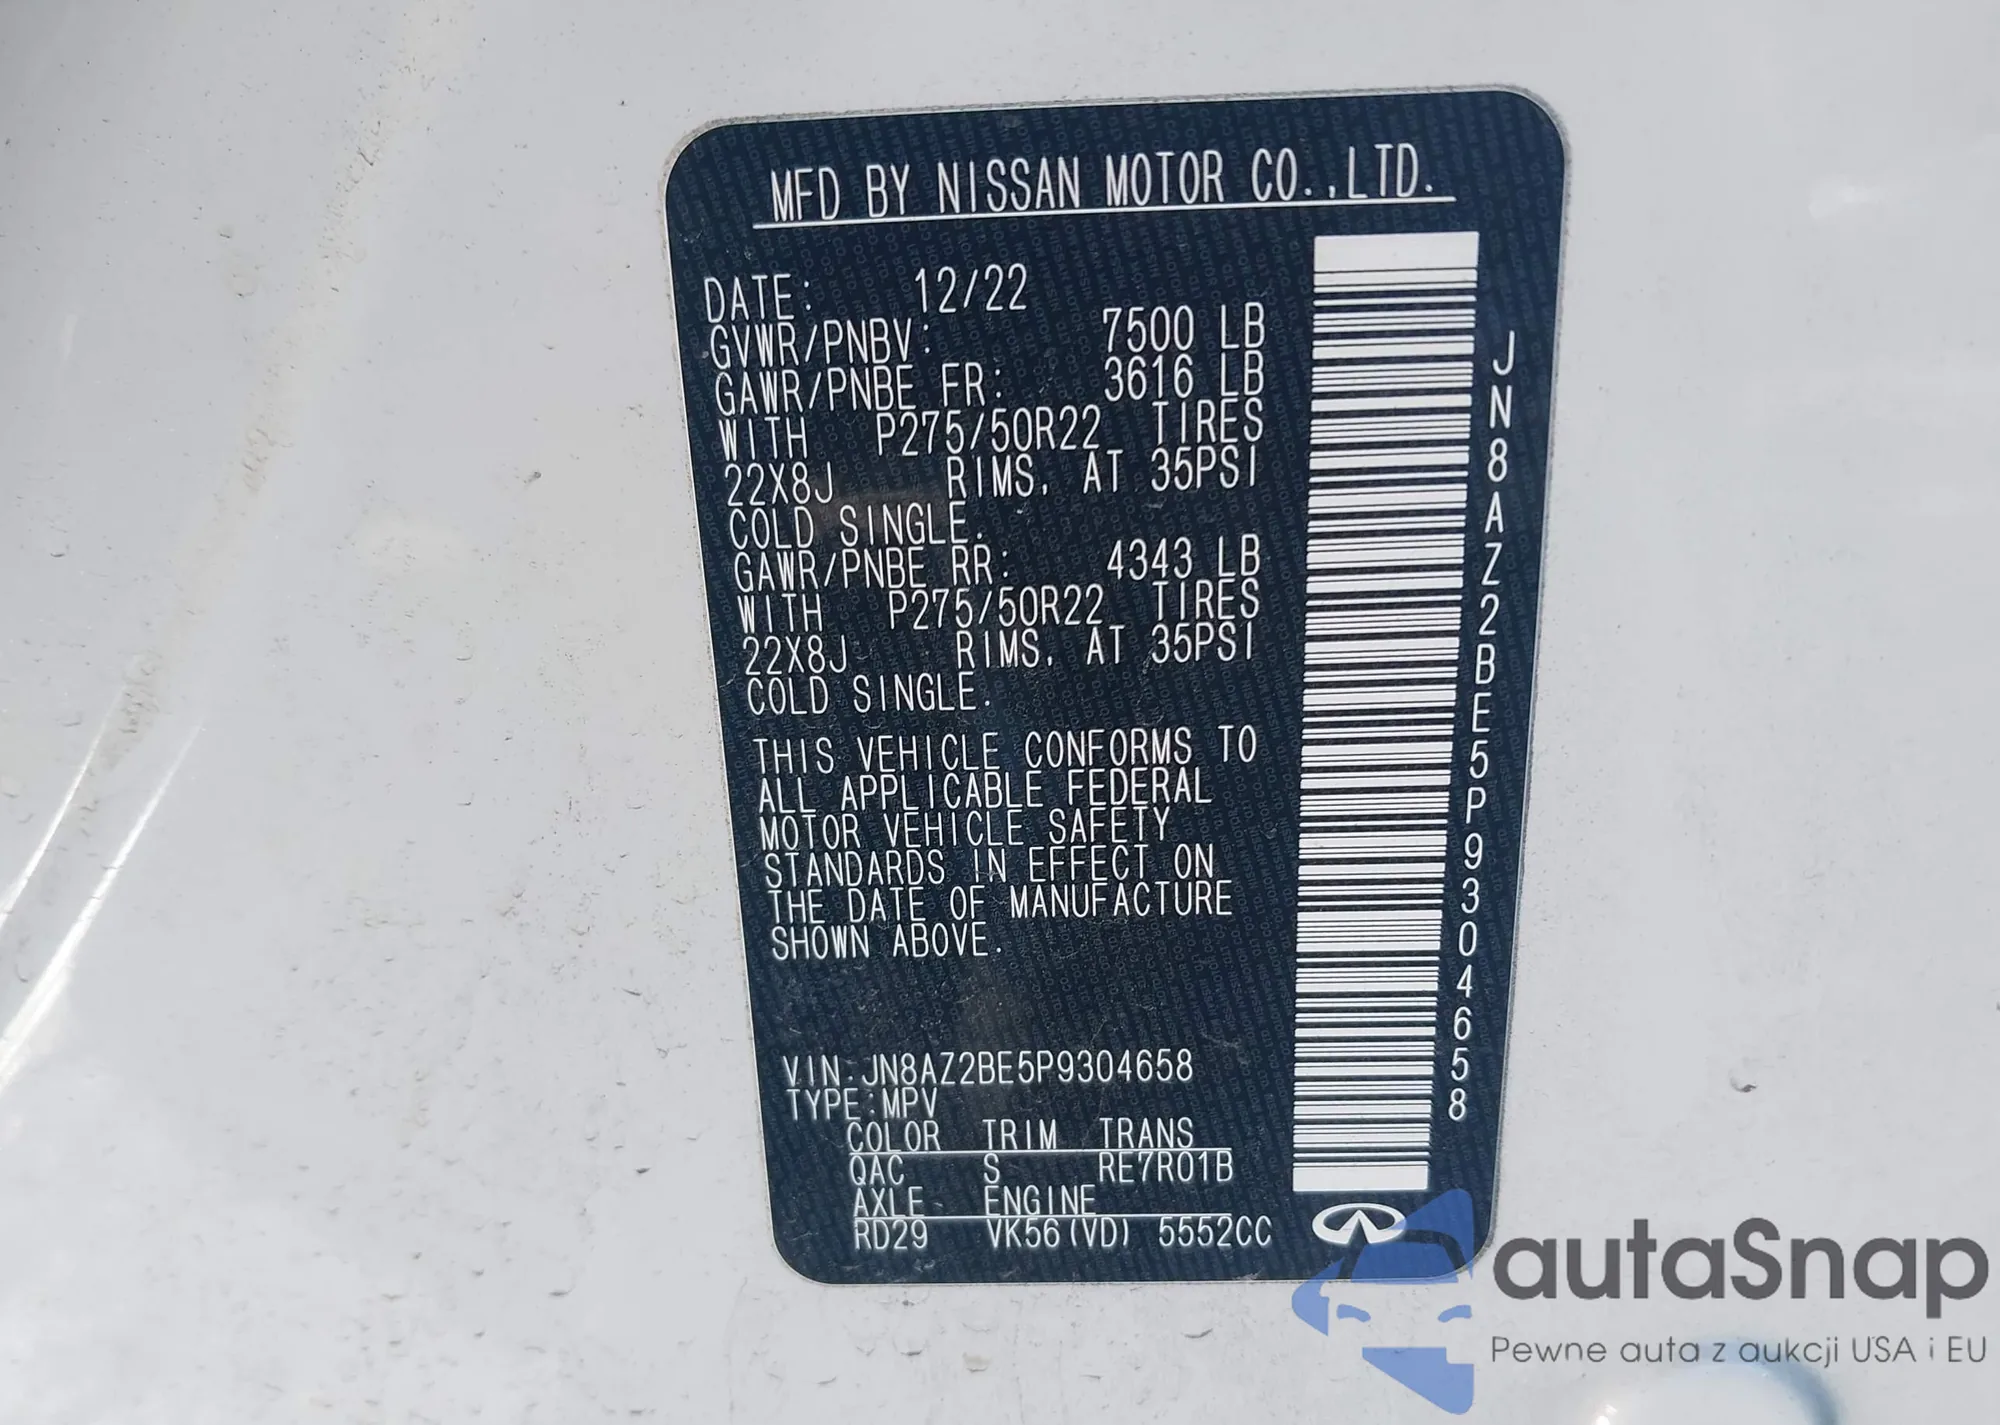 MFD BY NISSAN MOTOR CO.,LTD.
DATE: 12/22
GVWR/PNBV: 7500 LB
GAWR/PNBE FR: 3616 LB
WITH P275/50R22 TIRES
22X8J RIMS, AT 35PSI
COLD SINGLE.
GAWR/PNBE RR: 4343 LB
WITH P275/50R22 TIRES
22X8J RIMS, AT 35PSI
COLD SINGLE.
THIS VEHICLE CONFORMS TO
ALL APPLICABLE FEDERAL
MOTOR VEHICLE SAFETY
STANDARDS IN EFFECT ON
THE DATE OF MANUFACTURE
SHOWN ABOVE.
VIN:JN8AZ2BE5P9304658
TYPE:MPV
COLOR TRIM TRANS
QAC S RE7R01B
AXLE ENGINE
RD29 VK56(VD) 5552CC
JN8AZ2BE5P9304658
autaSnap
Pewne auta z aukcji USA i EU